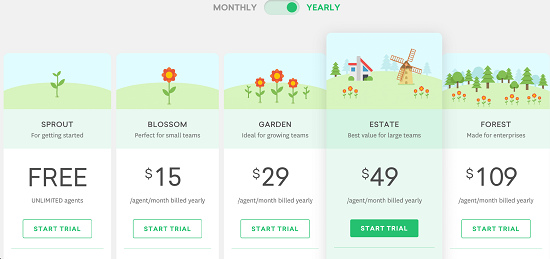 MONTHLY YEARLY
SPROUT
For getting started
FREE
UNLIMITED agents
START TRIAL
BLOSSOM
Perfect for small teams
$15
/agent/month billed yearly
START TRIAL
GARDEN
Ideal for growing teams
$29
/agent/month billed yearly
START TRIAL
ESTATE
Best value for large teams
$49
/agent/month billed yearly
START TRIAL
FOREST
Made for enterprises
$109
/agent/month billed yearly
START TRIAL